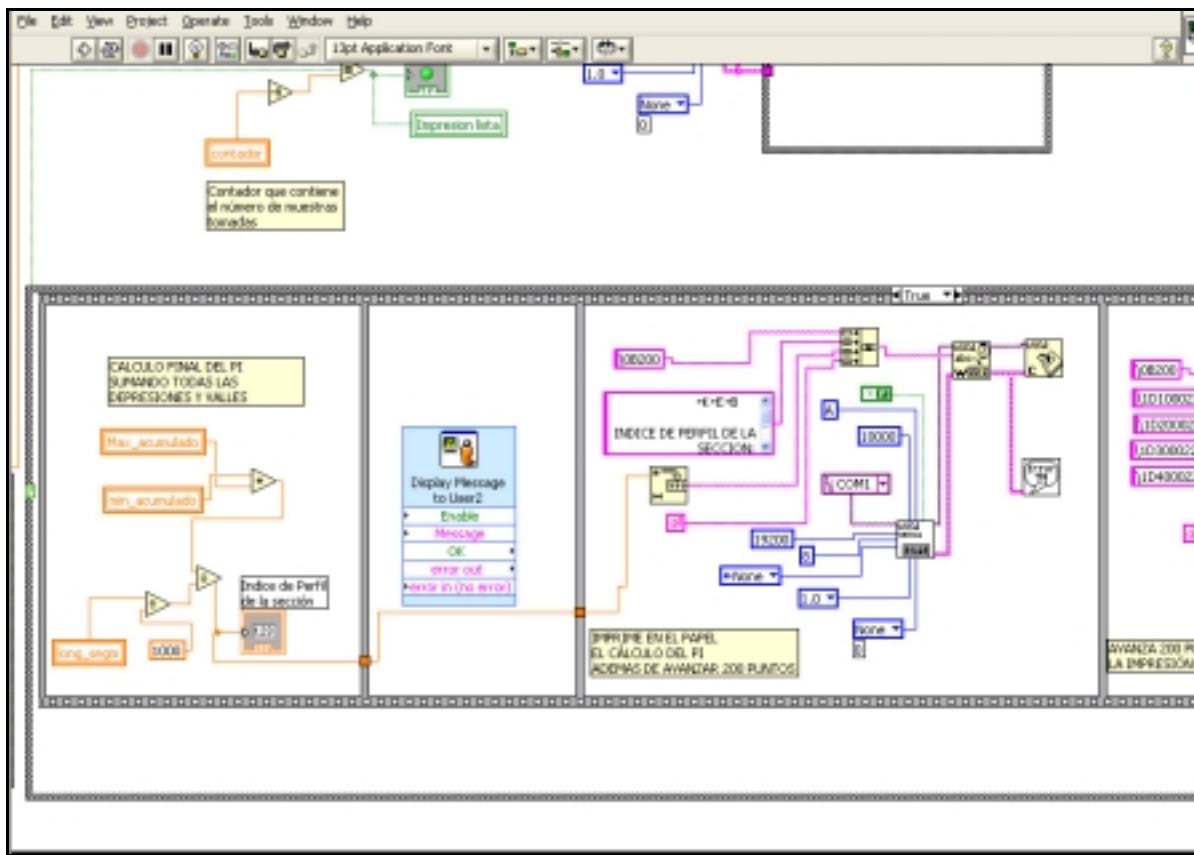 File Edit View Project Operate Tools Window Help
13pt Application Font
1.0
None
0
Impresion lista
contador
Contador que contiene
el número de muestras
tomadas
True
CALCULO FINAL DEL PI
SUMANDO TODAS LAS
DEPRESIONES Y VALLES
Max_acumulado
min_acumulado
Indice de Perfil
de la sección
1000
Display Message
to User2
Enable
Message
OK
error out
error in (no error)
INDICE DE PERFIL DE LA
SECCION:
10000
COM1
19200
8
None
1.0
None
0
IMPRIME EN EL PAPEL
EL CÁLCULO DEL PI
ADEMAS DE AVANZAR 200 PUNTOS
AVANZA 200
LA IMPRESIÓN